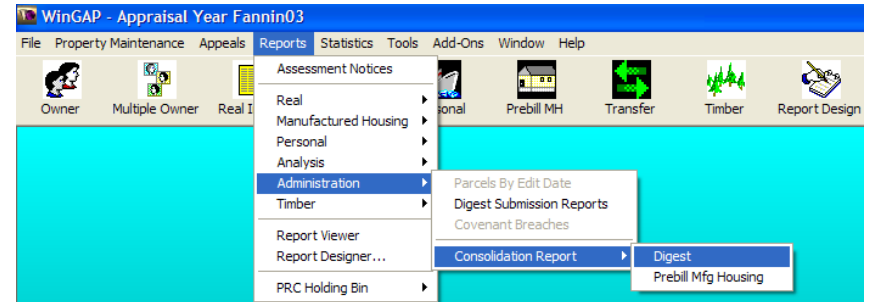 WinGAP - Appraisal Year Fannin03
File Property Maintenance Appeals Reports Statistics Tools Add-Ons Window Help
Owner Multiple Owner Real I sonal Prebill MH Transfer Timber Report Design
Assessment Notices
Real
Manufactured Housing
Personal
Analysis
Administration
Timber
Report Viewer
Report Designer...
PRC Holding Bin
Parcels By Edit Date
Digest Submission Reports
Covenant Breaches
Consolidation Report
Digest
Prebill Mfg Housing